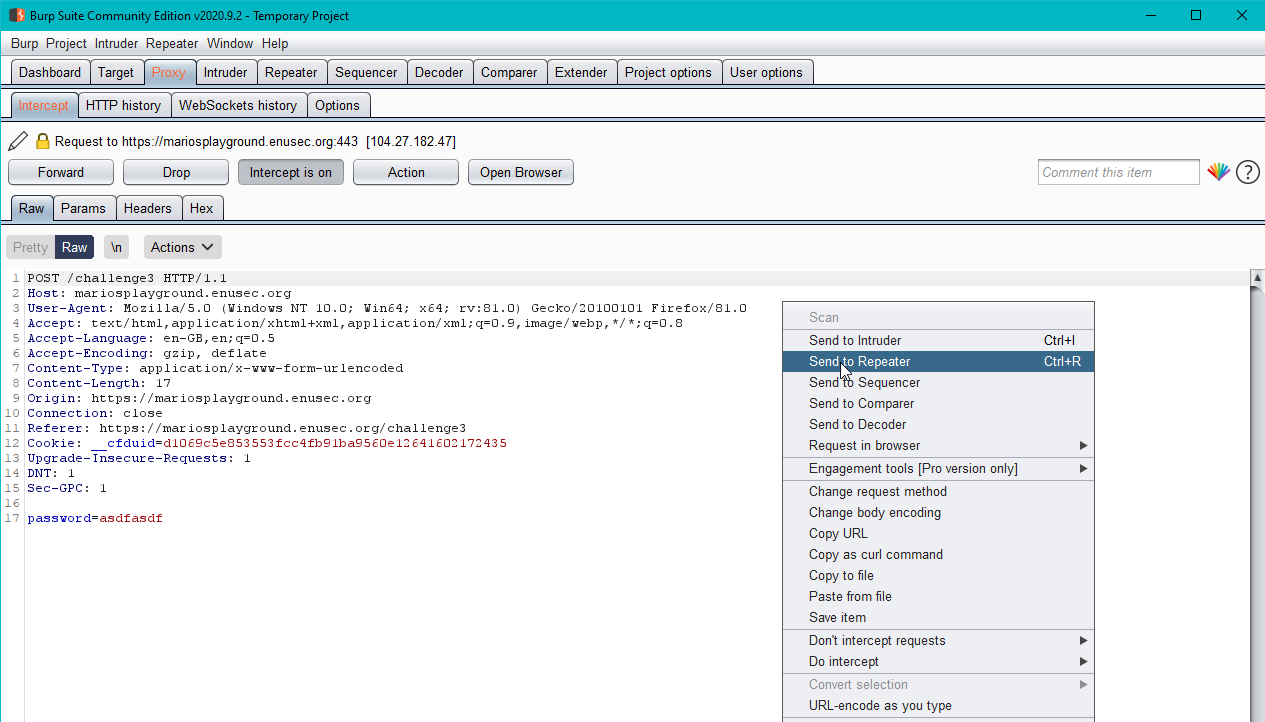 Burp Suite Community Edition v2020.9.2 - Temporary Project
Burp Project Intruder Repeater Window Help
Dashboard Target Proxy Intruder Repeater Sequencer Decoder Comparer Extender Project options User options
Intercept HTTP history WebSockets history Options
Request to https://mariosplayground.enusec.org:443 [104.27.182.47]
Forward Drop Intercept is on Action Open Browser Comment this item ?
Raw Params Headers Hex
Pretty Raw \n Actions
1 POST /challenge3 HTTP/1.1
2 Host: mariosplayground.enusec.org
3 User-Agent: Mozilla/5.0 (Windows NT 10.0; Win64; x64; rv:81.0) Gecko/20100101 Firefox/81.0
4 Accept: text/html,application/xhtml+xml,application/xml;q=0.9,image/webp,*/*;q=0.8
5 Accept-Language: en-GB,en;q=0.5
6 Accept-Encoding: gzip, deflate
7 Content-Type: application/x-www-form-urlencoded
8 Content-Length: 17
9 Origin: https://mariosplayground.enusec.org
10 Connection: close
11 Referer: https://mariosplayground.enusec.org/challenge3
12 Cookie: __cfduid=d1069c5e853553fcc4fb91ba9560e12641602172435
13 Upgrade-Insecure-Requests: 1
14 DNT: 1
15 Sec-GPC: 1
16
17 password=asdfasdf
Scan
Send to Intruder Ctrl+I
Send to Repeater Ctrl+R
Send to Sequencer
Send to Comparer
Send to Decoder
Request in browser
Engagement tools [Pro version only]
Change request method
Change body encoding
Copy URL
Copy as curl command
Copy to file
Paste from file
Save item
Don't intercept requests
Do intercept
Convert selection
URL-encode as you type